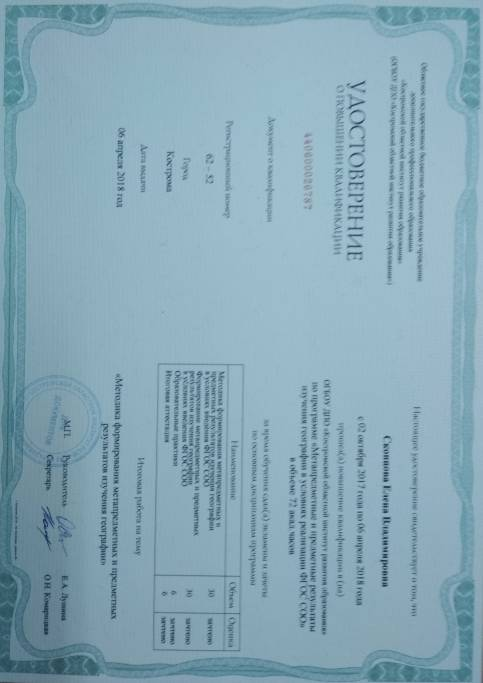 Областное государственное бюджетное образовательное учреждение
дополнительного профессионального образования
«Костромской областной институт развития образования»
(ОГБОУ ДПО «Костромской областной институт развития образования»)
УДОСТОВЕРЕНИЕ
О ПОВЫШЕНИИ КВАЛИФИКАЦИИ
440600020787
Документ о квалификации
Регистрационный номер
62 – 52
Город
Кострома
Дата выдачи
06 апреля 2018 год
Настоящее удостоверение свидетельствует о том, что
Елена Владимировна
с 02 октября 2017 года по 06 апреля 2018 года
прошел(а) повышение квалификации в (на)
ОГБОУ ДПО «Костромской областной институт развития образования»
по программе «Метапредметные и предметные результаты
изучения географии в условиях реализации ФГОС СОО»
в объеме 72 акад.часов
за время обучения сдал(а) экзамены и зачеты
по основным дисциплинам программы
Наименование Объем Оценка
Методика формирования метапредметных и
предметных результатов изучения географии
в условиях введения ФГОС СОО 30 зачтено
Формирование метапредметных и предметных
результатов изучения географии
в условиях введения ФГОС СОО 30 зачтено
Образовательные практики 6 зачтено
Итоговая аттестация 6 зачтено
Итоговая работа на тему
«Методика формирования метапредметных и предметных
результатов изучения географии»
М.П. Руководитель Е.А. Лушина
Секретарь О.Н.